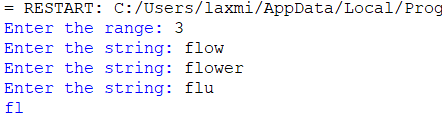 = RESTART: C:/Users/laxmi/AppData/Local/Prog
Enter the range: 3
Enter the string: flow
Enter the string: flower
Enter the string: flu
fl